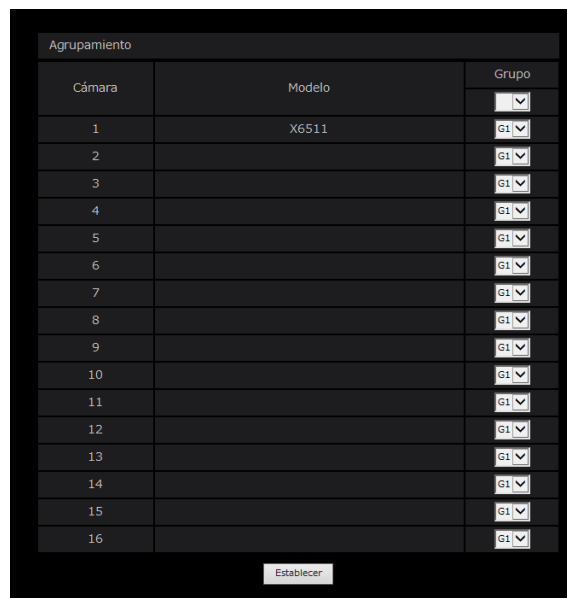 Agrupamiento
Cámara Modelo Grupo
1 X6511 G1
2 G1
3 G1
4 G1
5 G1
6 G1
7 G1
8 G1
9 G1
10 G1
11 G1
12 G1
13 G1
14 G1
15 G1
16 G1
Establecer